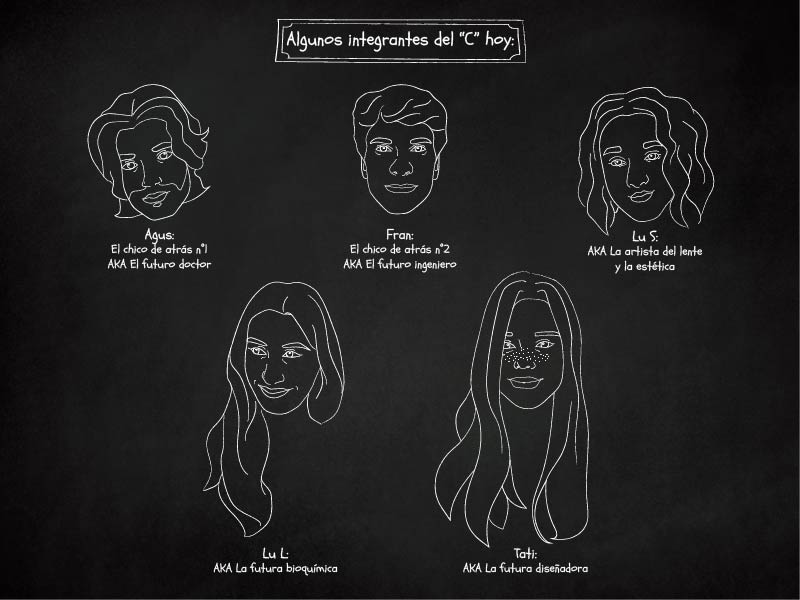 Algunos integrantes del "C" hoy:
Agus:
El chico de atrás n°1
AKA El futuro doctor
Fran:
El chico de atrás n°2
AKA El futuro ingeniero
Lu S:
AKA La artista del lente
y la estética
Lu L:
AKA La futura bioquímica
Tati:
AKA La futura diseñadora